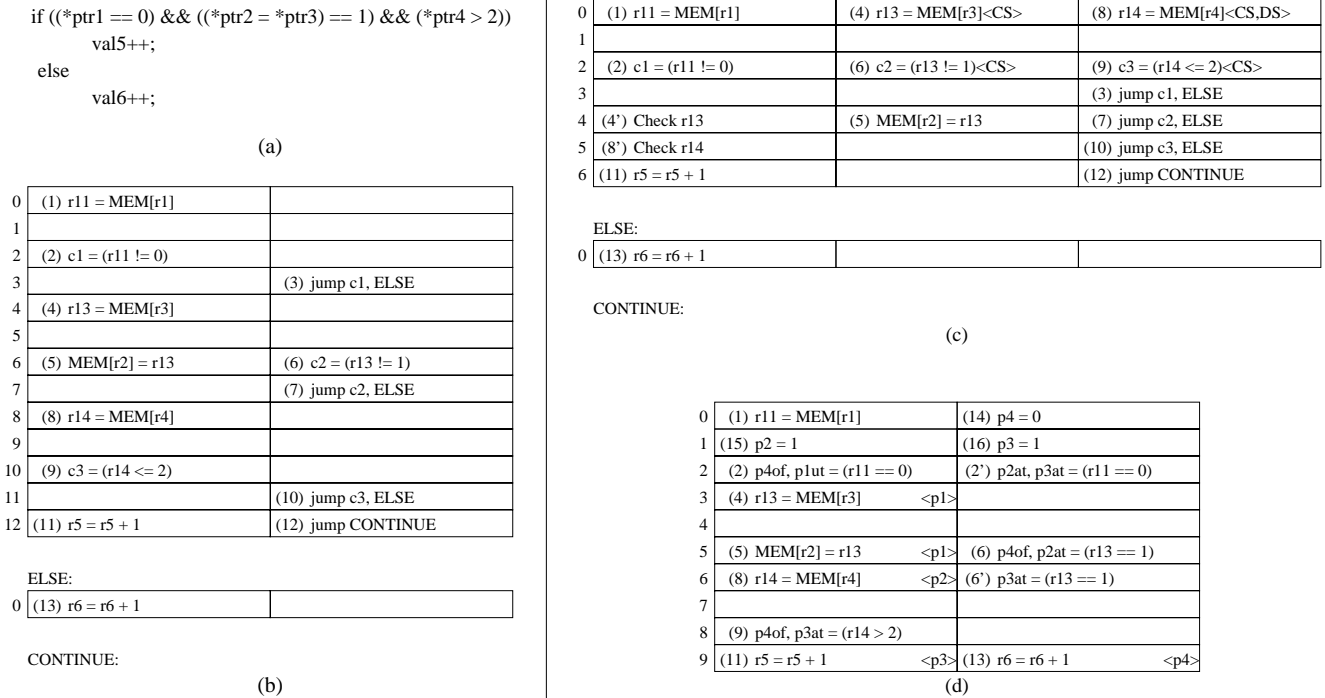 if ((*ptr1 == 0) && ((*ptr2 = *ptr3) == 1) && (*ptr4 > 2))
val5++;
else
val6++;
(a)
0 (1) r11 = MEM[r1]
1
2 (2) c1 = (r11 != 0)
3 (3) jump c1, ELSE
4 (4) r13 = MEM[r3]
5
6 (5) MEM[r2] = r13 (6) c2 = (r13 != 1)
7 (7) jump c2, ELSE
8 (8) r14 = MEM[r4]
9
10 (9) c3 = (r14 <= 2)
11 (10) jump c3, ELSE
12 (11) r5 = r5 + 1 (12) jump CONTINUE
ELSE:
0 (13) r6 = r6 + 1
CONTINUE:
(b)
0 (1) r11 = MEM[r1] (4) r13 = MEM[r3]<CS> (8) r14 = MEM[r4]<CS,DS>
1
2 (2) c1 = (r11 != 0) (6) c2 = (r13 != 1)<CS> (9) c3 = (r14 <= 2)<CS>
3 (3) jump c1, ELSE
4 (4') Check r13 (5) MEM[r2] = r13 (7) jump c2, ELSE
5 (8') Check r14 (10) jump c3, ELSE
6 (11) r5 = r5 + 1 (12) jump CONTINUE
ELSE:
0 (13) r6 = r6 + 1
CONTINUE:
(c)
0 (1) r11 = MEM[r1] (14) p4 = 0
1 (15) p2 = 1 (16) p3 = 1
2 (2) p4of, p1ut = (r11 == 0) (2') p2at, p3at = (r11 == 0)
3 (4) r13 = MEM[r3] <p1>
4
5 (5) MEM[r2] = r13 <p1> (6) p4of, p2at = (r13 == 1)
6 (8) r14 = MEM[r4] <p2> (6') p3at = (r13 == 1)
7
8 (9) p4of, p3at = (r14 > 2)
9 (11) r5 = r5 + 1 <p3> (13) r6 = r6 + 1 <p4>
(d)